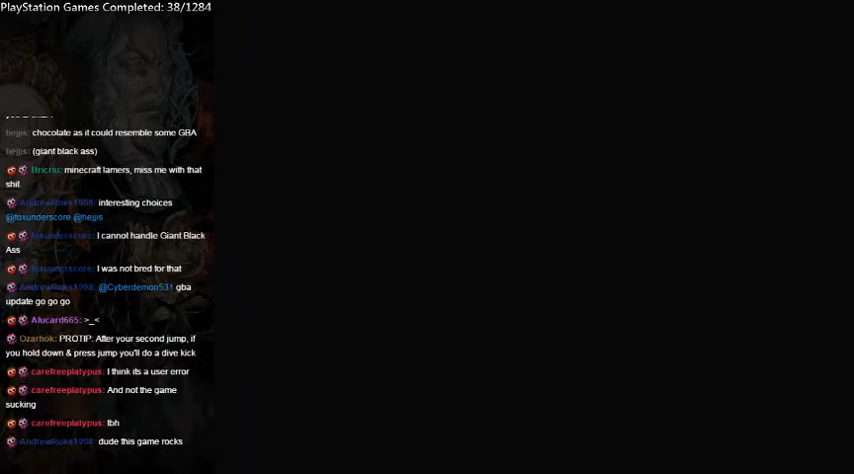 PlayStation Games Completed: 38/1284
hejjis: chocolate as it could resemble some GBA
hejjis: (giant black ass)
Bricriu: minecraft lamers, miss me with that
shit.
AndrewRoks1998: interesting choices
@foxunderscore @hejjis
foxunderscore: I cannot handle Giant Black
Ass
foxunderscore: I was not bred for that
AndrewRoks1998: @Cyberdemon531 gba
update go go go
Alucard665: >_<
Ozarhok: PROTIP: After your second jump, if
you hold down & press jump you'll do a dive kick
carefreeplatypus: I think its a user error
carefreeplatypus: And not the game
sucking
carefreeplatypus: tbh
AndrewRoks1998: dude this game rocks